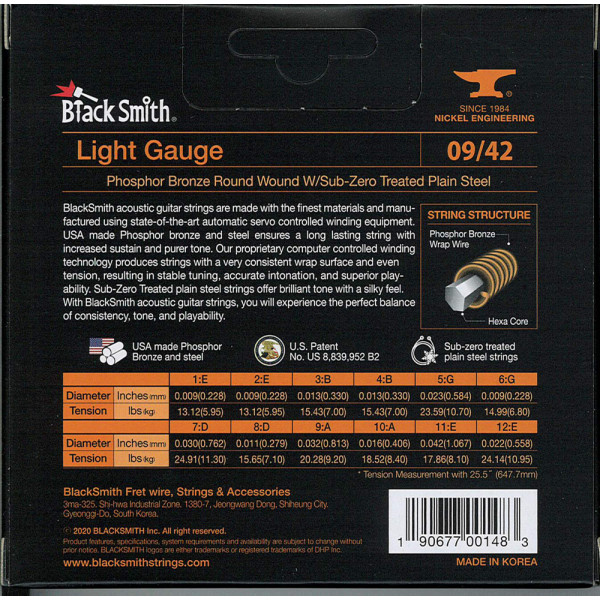 Black Smith®
SINCE 1984
NICKEL ENGINEERING
Light Gauge
09/42
Phosphor Bronze Round Wound W/Sub-Zero Treated Plain Steel
BlackSmith acoustic guitar strings are made with the finest materials and manu-
factured using state-of-the-art automatic servo controlled winding equipment.
USA made Phosphor bronze and steel ensures a long lasting string with
increased sustain and purer tone. Our proprietary computer controlled winding
technology produces strings with a very consistent wrap surface and even
tension, resulting in stable tuning, accurate intonation, and superior play-
ability. Sub-Zero Treated plain steel strings offer brilliant tone with a silky feel.
With BlackSmith acoustic guitar strings, you will experience the perfect balance
of consistency, tone, and playability.
STRING STRUCTURE
Phosphor Bronze
Wrap Wire
Hexa Core
USA made Phosphor
Bronze and steel
U.S. Patent
No. US 8,839,952 B2
Sub-zero treated
plain steel strings
1:E 2:E 3:B 4:B 5:G 6:G
Diameter Inches(mm) 0.009(0.228) 0.009(0.228) 0.013(0.330) 0.013(0.330) 0.023(0.584) 0.009(0.228)
Tension lbs(kg) 13.12(5.95) 13.12(5.95) 15.43(7.00) 15.43(7.00) 23.59(10.70) 14.99(6.80)
7:D 8:D 9:A 10:A 11:E 12:E
Diameter Inches(mm) 0.030(0.762) 0.011(0.279) 0.032(0.813) 0.016(0.406) 0.042(1.067) 0.022(0.558)
Tension lbs(kg) 24.91(11.30) 15.65(7.10) 20.28(9.20) 18.52(8.40) 17.86(8.10) 24.14(10.95)
* Tension Measurement with 25.5" (647.7mm)
BlackSmith Fret wire, Strings & Accessories
3ma-325. Shi-hwa Industrial Zone. 1380-7, Jeongwang Dong, Shiheung City.
Gyeonggi-Do, South Korea.
© 2020 BLACKSMITH Inc. All right reserved.
Product features, specifications, system requirements and availability are subject to change without
prior notice. BLACKSMITH logos are either trademarks or registered trademarks of DHP Inc.
www.blacksmithstrings.com
1 90677 00148 3
MADE IN KOREA